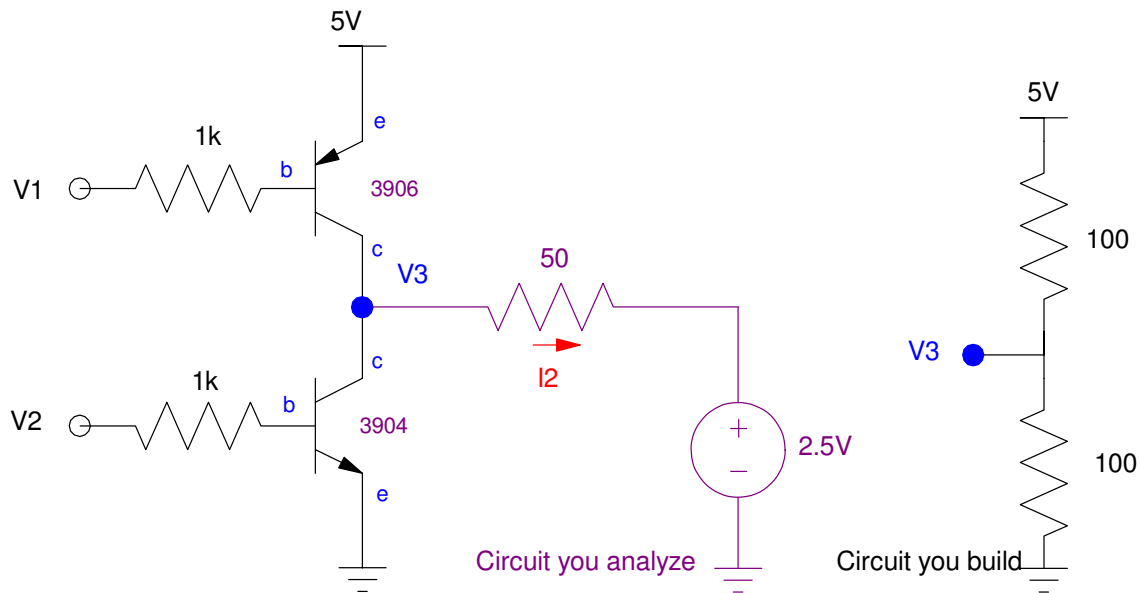 5V
e
1k
b
V1
3906
c
V3
50
I2
c
1k
b
V2
3904
e
+
−
2.5V
Circuit you analyze
5V
100
V3
100
Circuit you build